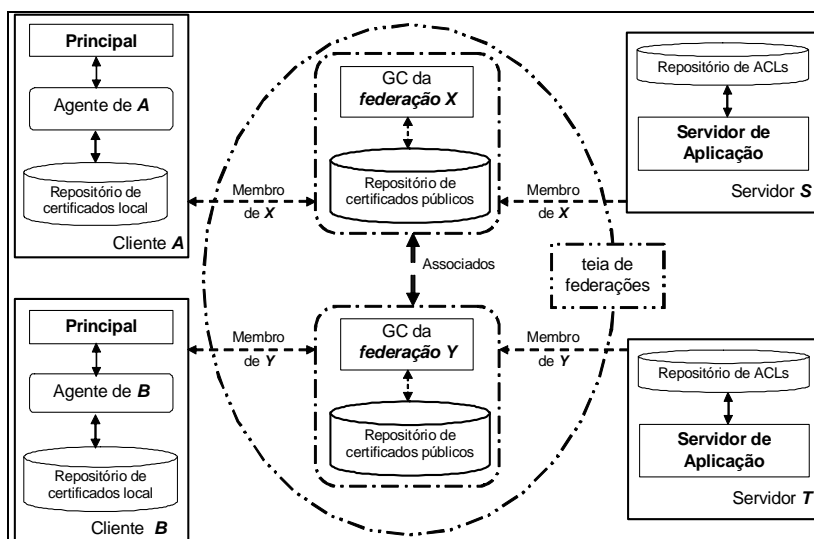 Principal
Agente de A
Repositório de
certificados local
Cliente A
Membro
de X
GC da
federação X
Repositório de
certificados públicos
Membro
de X
Repositório de ACLs
Servidor de
Aplicação
Servidor S
Associados
teia de
federações
Principal
Agente de B
Repositório de
certificados local
Cliente B
Membro
de Y
GC da
federação Y
Repositório de
certificados públicos
Membro
de Y
Repositório de ACLs
Servidor de
Aplicação
Servidor T